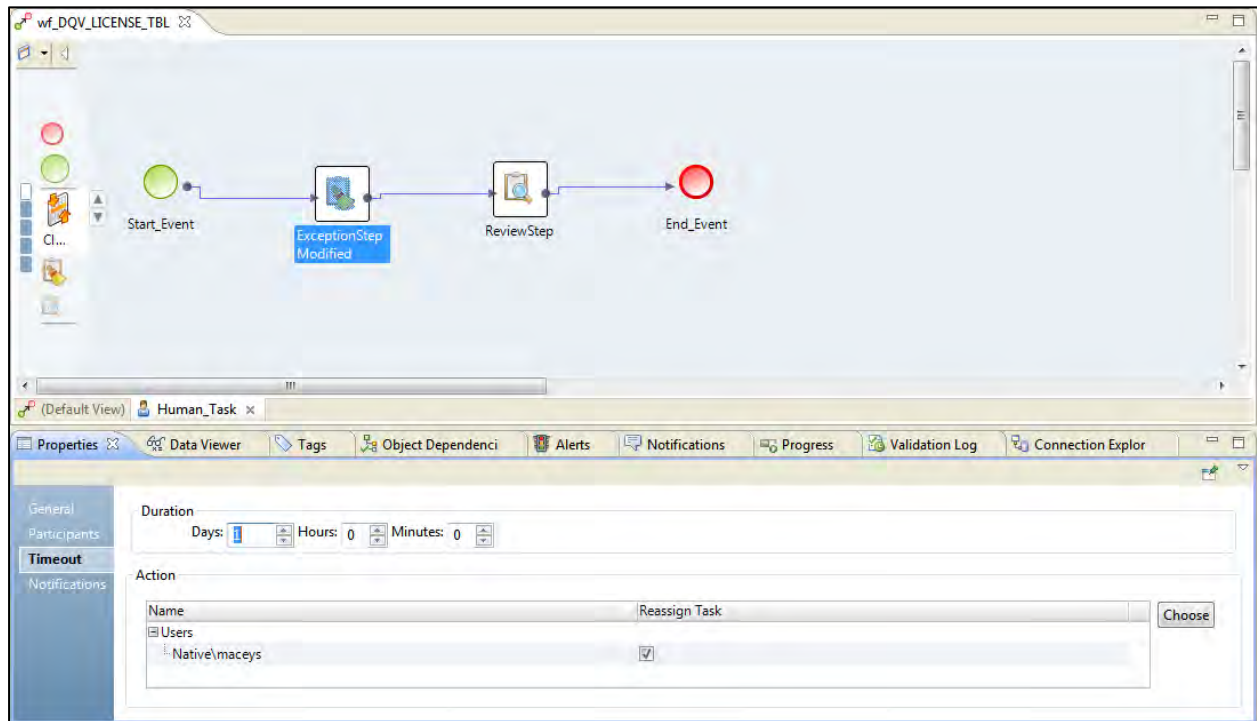 wf_DQV_LICENSE_TBL
Cl...
Start_Event
ExceptionStep
Modified
ReviewStep
End_Event
(Default View) Human_Task
Properties Data Viewer Tags Object Dependenci Alerts Notifications Progress Validation Log Connection Explor
General
Participants
Timeout
Notifications
Duration
Days: 1 Hours: 0 Minutes: 0
Action
Name Reassign Task
Choose
Users
Native\maceys